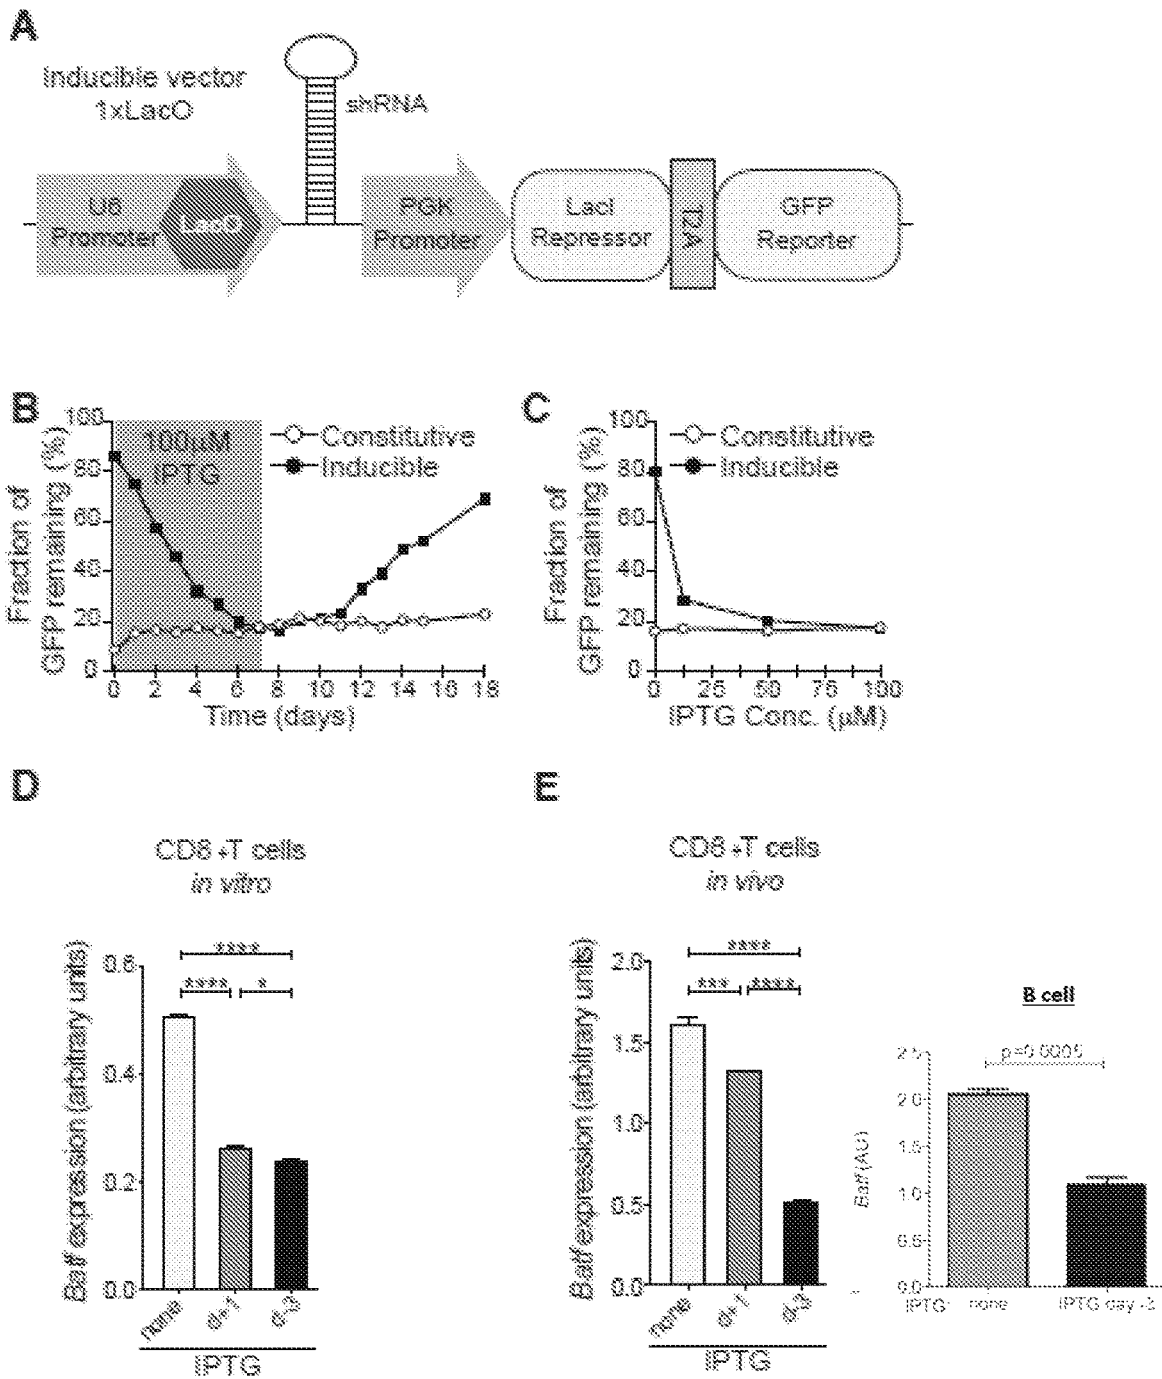 A
Inducible vector
1xLacO
shRNA
U6
Promoter
LacO
PGK
Promoter
LacI
Repressor
T2A
GFP
Reporter
B
Fraction of
GFP remaining (%)
100
80
60
40
20
0
100µM
IPTG
Constitutive
Inducible
0 2 4 6 8 10 12 14 16 18
Time (days)
C
Fraction of
GFP remaining (%)
100
80
60
40
20
0
Constitutive
Inducible
0 25 50 75 100
IPTG Conc. (µM)
D
CD8+T cells
in vitro
Batf expression (arbitrary units)
0.6
0.4
0.2
0.0
****
**** *
none d+1 d-3
IPTG
E
CD8+T cells
in vivo
Batf expression (arbitrary units)
2.0
1.5
1.0
0.5
0.0
****
*** ****
none d+1 d-3
IPTG
B cell
Batf (AU)
2.5
2.0
1.5
1.0
0.5
0.0
p=0.0005
IPTG: none IPTG day